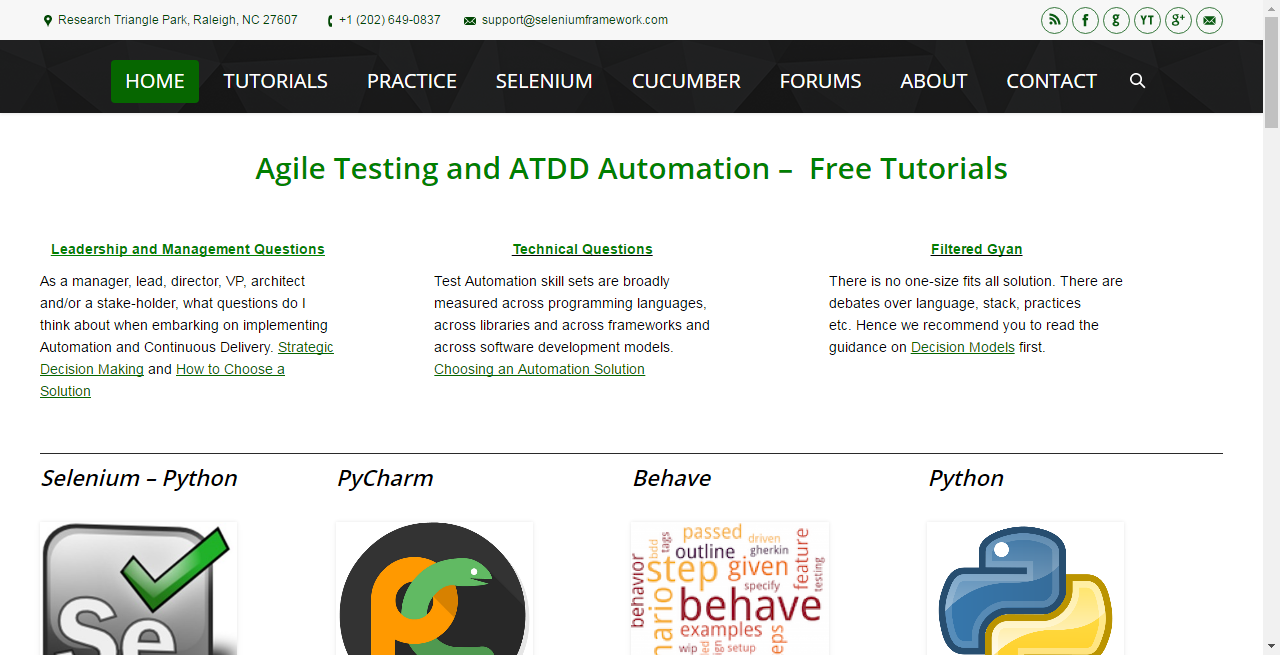 Research Triangle Park, Raleigh, NC 27607 +1 (202) 649-0837 support@seleniumframework.com
YT
HOME TUTORIALS PRACTICE SELENIUM CUCUMBER FORUMS ABOUT CONTACT
Agile Testing and ATDD Automation – Free Tutorials
Leadership and Management Questions
As a manager, lead, director, VP, architect
and/or a stake-holder, what questions do I
think about when embarking on implementing
Automation and Continuous Delivery. Strategic
Decision Making and How to Choose a
Solution
Technical Questions
Test Automation skill sets are broadly
measured across programming languages,
across libraries and across frameworks and
across software development models.
Choosing an Automation Solution
Filtered Gyan
There is no one-size fits all solution. There are
debates over language, stack, practices
etc. Hence we recommend you to read the
guidance on Decision Models first.
Selenium – Python
PyCharm
Behave
Python
Se
passed
driven
tags
bdd
outline
gherkin
feature
behavior
step
given
testing
specify
behave
examples
wip
setup